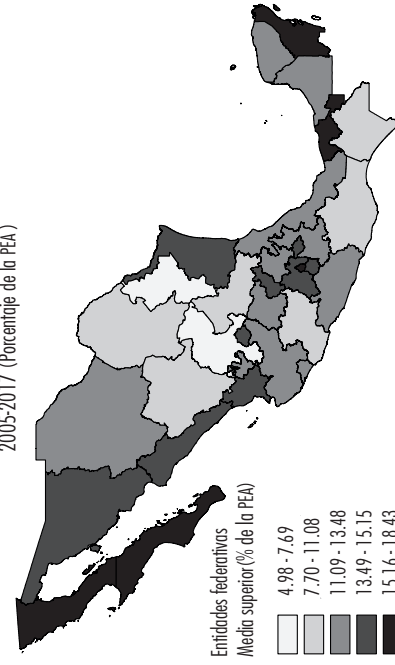 2005-2017 (Porcentaje de la PEA)
Entidades federativas
Media superior (% de la PEA)
4.98 - 7.69
7.70 - 11.08
11.09 - 13.48
13.49 - 15.15
15.16 - 18.43